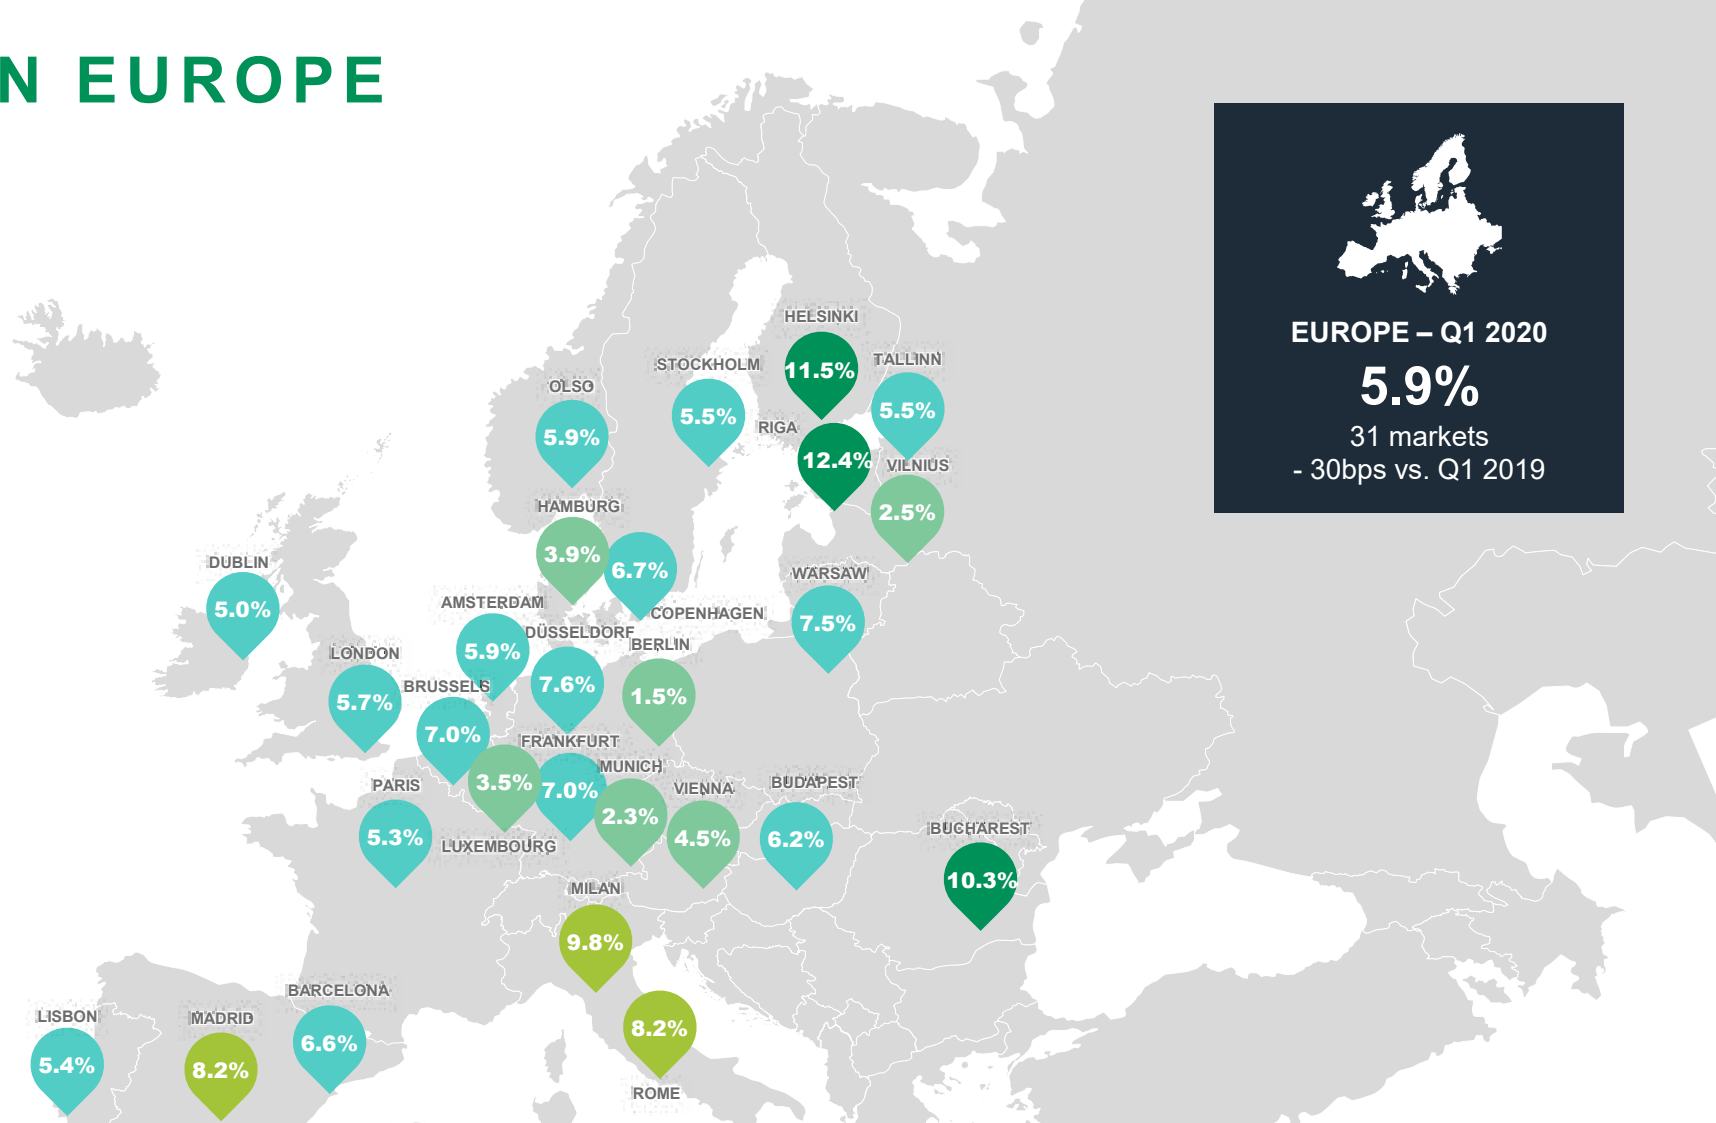 N EUROPE
EUROPE – Q1 2020
5.9%
31 markets
- 30bps vs. Q1 2019
HELSINKI
11.5%
TALLINN
5.5%
STOCKHOLM
5.5%
OLSO
5.9%
RIGA
12.4%
VILNIUS
2.5%
HAMBURG
3.9%
6.7%
COPENHAGEN
DUBLIN
5.0%
WARSAW
7.5%
AMSTERDAM
5.9%
DÜSSELDORF
7.6%
BERLIN
1.5%
LONDON
5.7%
BRUSSELS
7.0%
FRANKFURT
7.0%
3.5%
LUXEMBOURG
MUNICH
2.3%
VIENNA
4.5%
BUDAPEST
6.2%
PARIS
5.3%
BUCHAREST
10.3%
MILAN
9.8%
BARCELONA
6.6%
LISBON
5.4%
MADRID
8.2%
8.2%
ROME